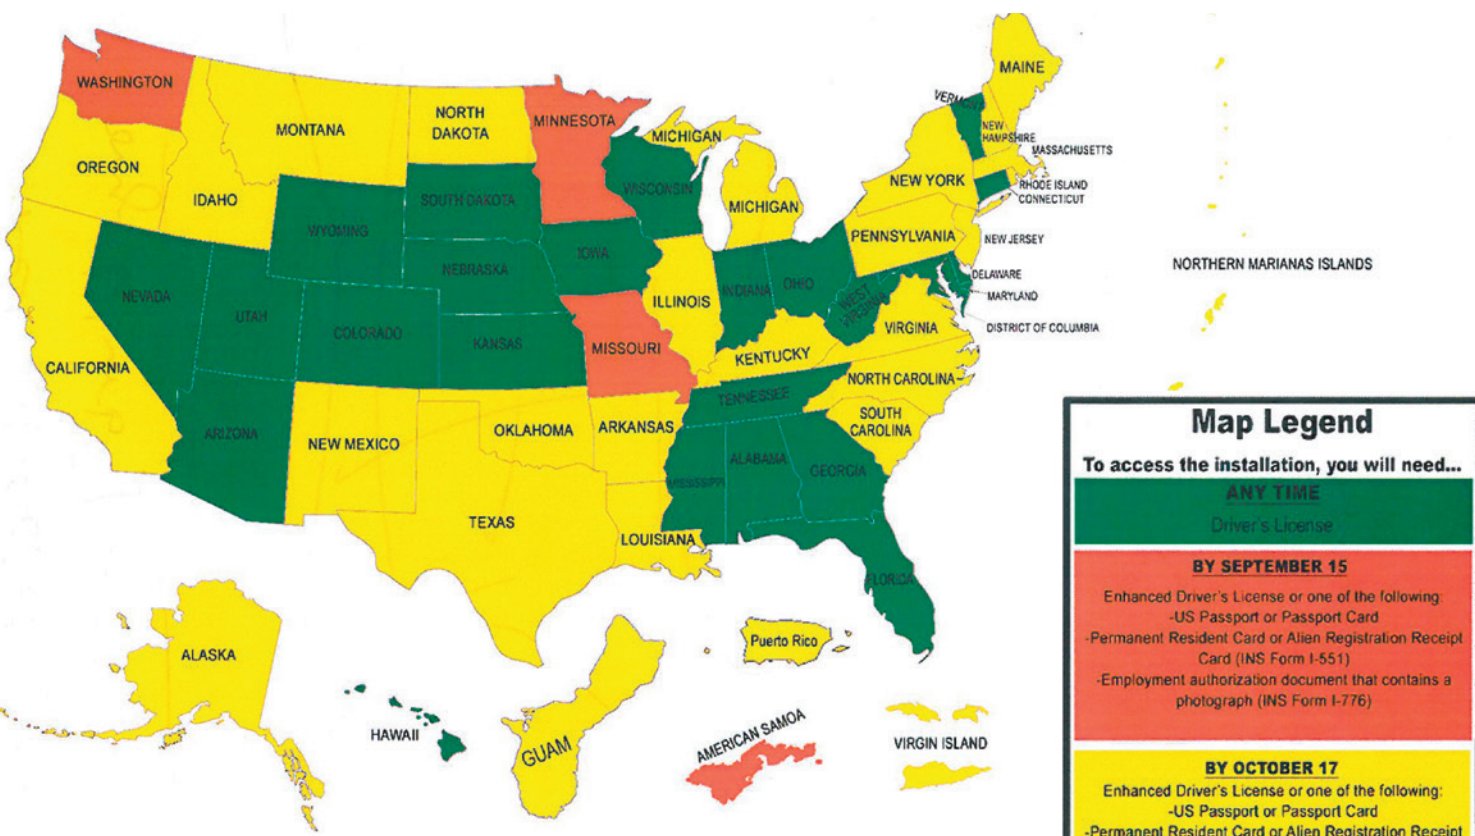 WASHINGTON
OREGON
CALIFORNIA
NEVADA
IDAHO
MONTANA
WYOMING
UTAH
ARIZONA
COLORADO
NEW MEXICO
NORTH
DAKOTA
SOUTH DAKOTA
NEBRASKA
KANSAS
OKLAHOMA
TEXAS
MINNESOTA
IOWA
MISSOURI
ARKANSAS
LOUISIANA
WISCONSIN
ILLINOIS
MICHIGAN
MICHIGAN
INDIANA
OHIO
KENTUCKY
TENNESSEE
MISSISSIPPI
ALABAMA
GEORGIA
FLORIDA
SOUTH
CAROLINA
NORTH CAROLINA
VIRGINIA
WEST
VIRGINIA
PENNSYLVANIA
NEW YORK
VERMONT
NEW
HAMPSHIRE
MAINE
MASSACHUSETTS
RHODE ISLAND
CONNECTICUT
NEW JERSEY
DELAWARE
MARYLAND
DISTRICT OF COLUMBIA
NORTHERN MARIANAS ISLANDS
ALASKA
HAWAII
GUAM
Puerto Rico
AMERICAN SAMOA
VIRGIN ISLAND
Map Legend
To access the installation, you will need...
ANY TIME
Driver's License
BY SEPTEMBER 15
Enhanced Driver's License or one of the following:
-US Passport or Passport Card
-Permanent Resident Card or Alien Registration Receipt
Card (INS Form I-551)
-Employment authorization document that contains a
photograph (INS Form I-776)
BY OCTOBER 17
Enhanced Driver's License or one of the following:
-US Passport or Passport Card
-Permanent Resident Card or Alien Registration Receipt